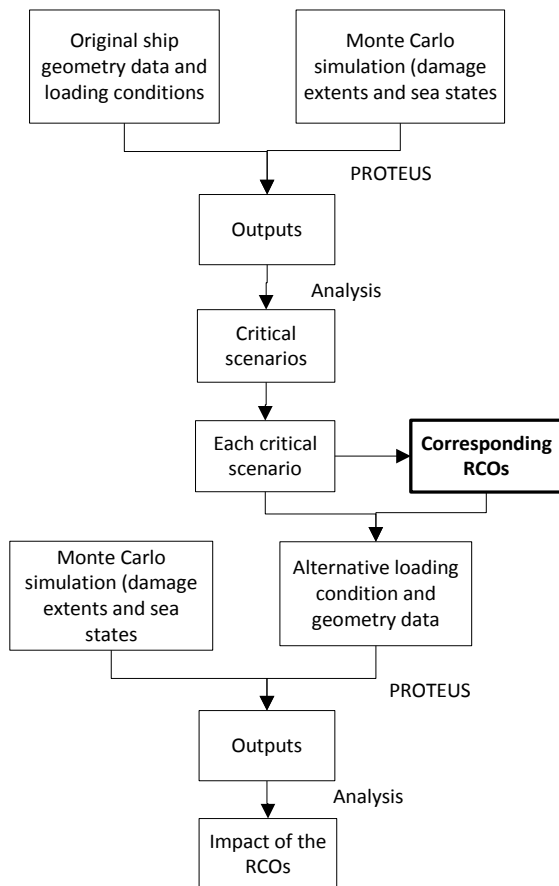 Original ship
geometry data and
loading conditions
Monte Carlo
simulation (damage
extents and sea states
PROTEUS
Outputs
Analysis
Critical
scenarios
Each critical
scenario
Corresponding
RCOs
Monte Carlo
simulation (damage
extents and sea
states
Alternative loading
condition and
geometry data
PROTEUS
Outputs
Analysis
Impact of the
RCOs